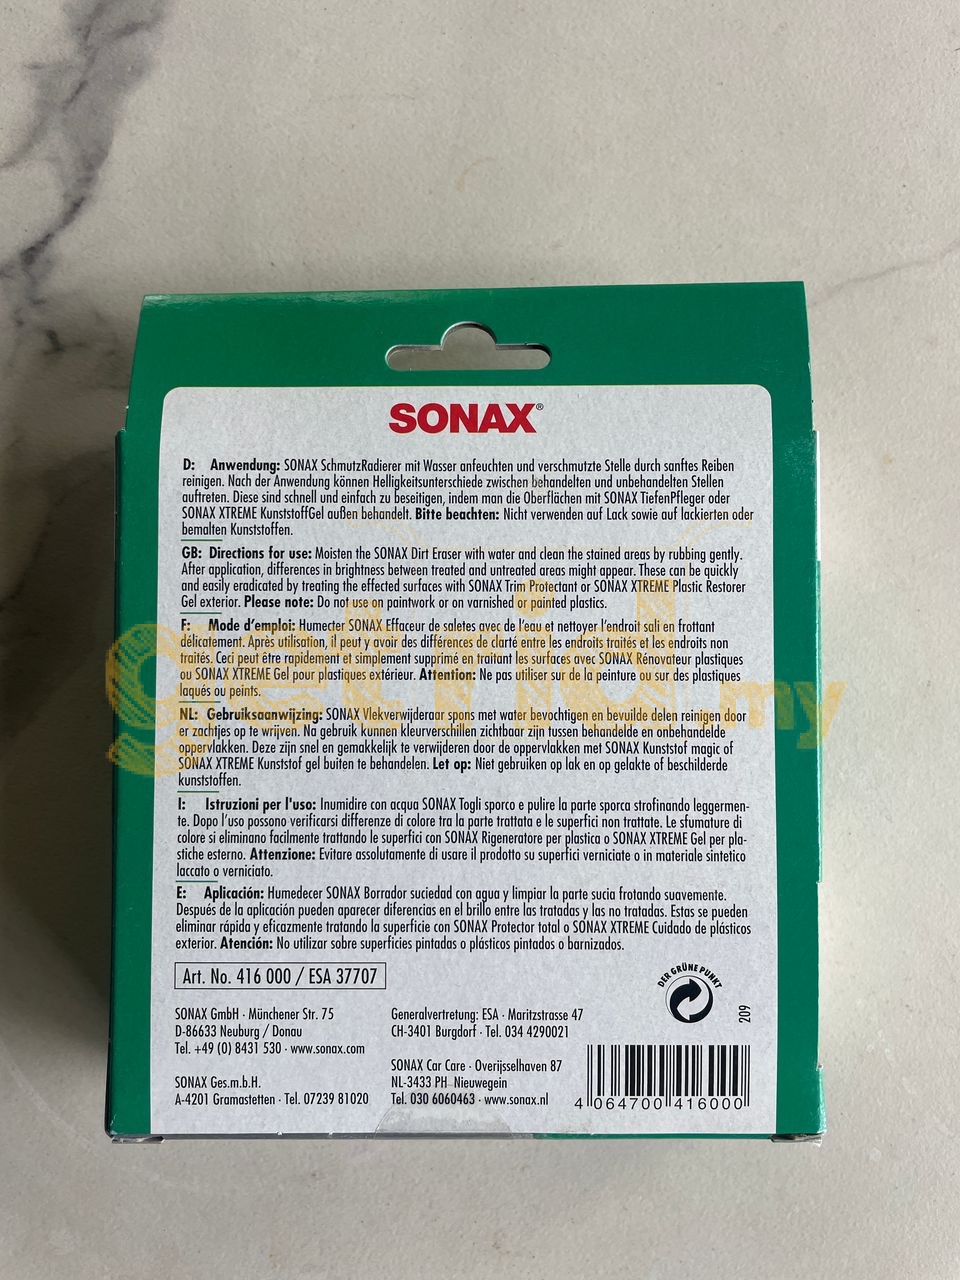 SONAX®
D: Anwendung: SONAX SchmutzRadierer mit Wasser anfeuchten und verschmutzte Stelle durch sanftes Reiben
reinigen. Nach der Anwendung können Helligkeitsunterschiede zwischen behandelten und unbehandelten Stellen
auftreten. Diese sind schnell und einfach zu beseitigen, indem man die Oberflächen mit SONAX TiefenPfleger oder
SONAX XTREME KunststoffGel außen behandelt. Bitte beachten: Nicht verwenden auf Lack sowie auf lackierten oder
bemalten Kunststoffen.
GB: Directions for use: Moisten the SONAX Dirt Eraser with water and clean the stained areas by rubbing gently.
After application, differences in brightness between treated and untreated areas might appear. These can be quickly
and easily eradicated by treating the effected surfaces with SONAX Trim Protectant or SONAX XTREME Plastic Restorer
Gel exterior. Please note: Do not use on paintwork or on varnished or painted plastics.
F: Mode d'emploi: Humecter SONAX Effaceur de saletes avec de l'eau et nettoyer l'endroit sali en frottant
délicatement. Après utilisation, il peut y avoir des différences de clarté entre les endroits traités et les endroits non
traités. Ceci peut être rapidement et simplement supprimé en traitant les surfaces avec SONAX Rénovateur plastiques
ou SONAX XTREME Gel pour plastiques extérieur. Attention: Ne pas utiliser sur de la peinture ou sur des plastiques
laqués ou peints.
NL: Gebruiksaanwijzing: SONAX Vlekverwijderaar spons met water bevochtigen en bevuilde delen reinigen door
er zachtjes op te wrijven. Na gebruik kunnen kleurverschillen zichtbaar zijn tussen behandelde en onbehandelde
oppervlakken. Deze zijn snel en gemakkelijk te verwijderen door de oppervlakken met SONAX Kunststof magic of
SONAX XTREME Kunststof gel buiten te behandelen. Let op: Niet gebruiken op lak en op gelakte of beschilderde
kunststoffen.
I: Istruzioni per l'uso: Inumidire con acqua SONAX Togli sporco e pulire la parte sporca strofinando leggermen-
te. Dopo l'uso possono verificarsi differenze di colore tra la parte trattata e le superfici non trattate. Le sfumature di
colore si eliminano facilmente trattando le superfici con SONAX Rigeneratore per plastica o SONAX XTREME Gel per pla-
stiche esterno. Attenzione: Evitare assolutamente di usare il prodotto su superfici verniciate o in materiale sintetico
laccato o verniciato.
E: Aplicación: Humedecer SONAX Borrador suciedad con agua y limpiar la parte sucia frotando suavemente.
Después de la aplicación pueden aparecer diferencias en el brillo entre las tratadas y las no tratadas. Estas se pueden
eliminar rápida y eficazmente tratando la superficie con SONAX Protector total o SONAX XTREME Cuidado de plásticos
exterior. Atención: No utilizar sobre superficies pintadas o plásticos pintados o barnizados.
Art. No. 416 000 / ESA 37707
DER GRÜNE PUNKT
209
SONAX GmbH · Münchener Str. 75
D-86633 Neuburg / Donau
Tel. +49 (0) 8431 530 · www.sonax.com
SONAX Ges.m.b.H.
A-4201 Gramastetten · Tel. 07239 81020
Generalvertretung: ESA · Maritzstrasse 47
CH-3401 Burgdorf · Tel. 034 4290021
SONAX Car Care · Overijsselhaven 87
NL-3433 PH Nieuwegein
Tel. 030 6060463 · www.sonax.nl
4 064700 416000